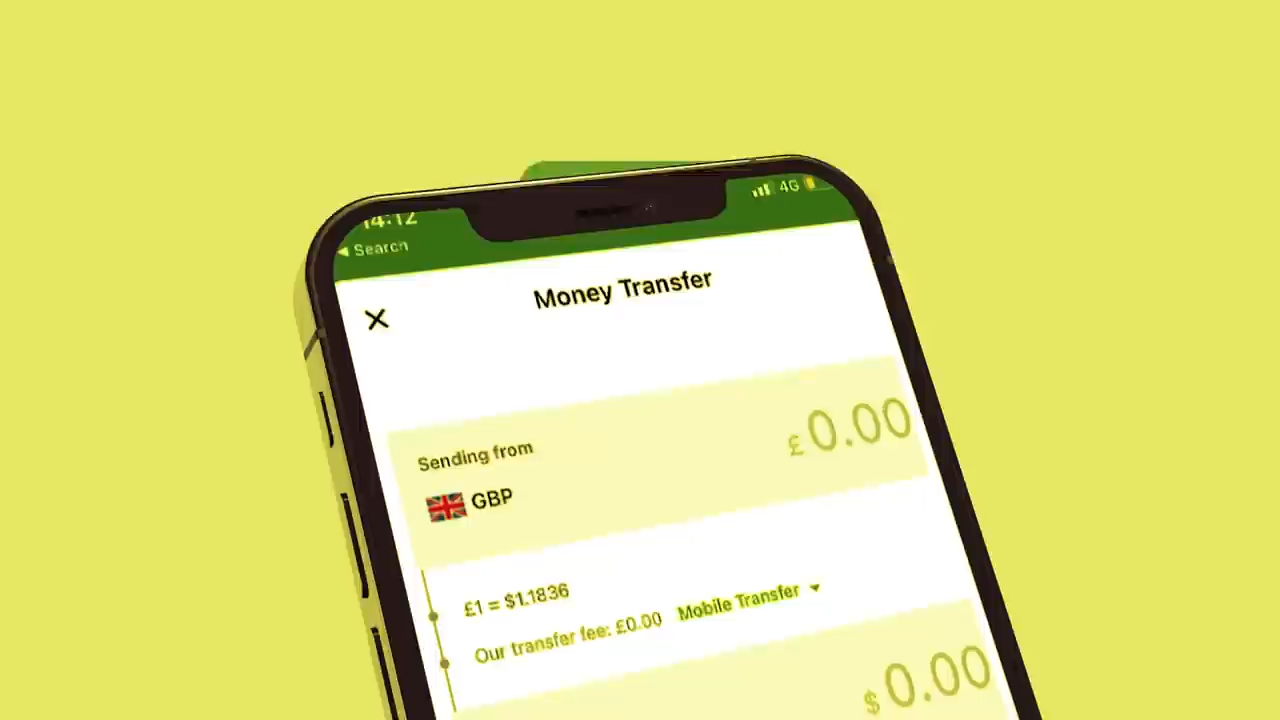 14:12
4G
◀ Search
Money Transfer
Sending from
£0.00
GBP
£1 = $1.1836
Our transfer fee: £0.00 Mobile Transfer
$0.00